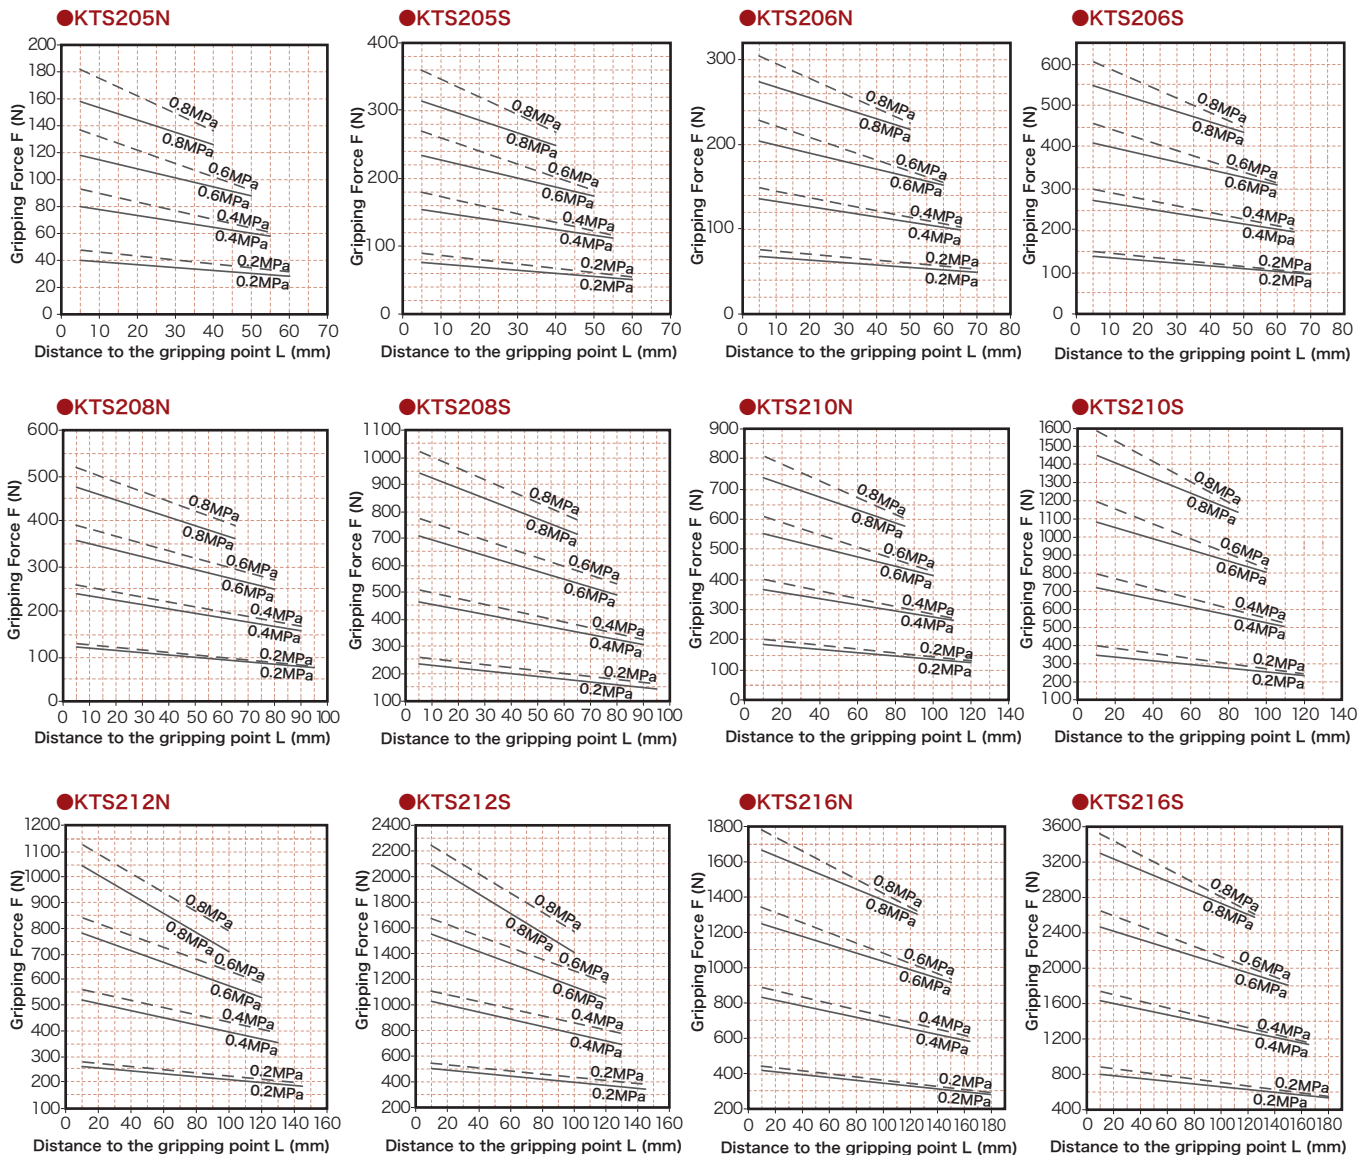 ●KTS205N
Gripping Force F (N)
200
180
160
140
120
100
80
60
40
20
0
0.8MPa
0.8MPa
0.6MPa
0.6MPa
0.4MPa
0.4MPa
0.2MPa
0.2MPa
0 10 20 30 40 50 60 70
Distance to the gripping point L (mm)
●KTS205S
Gripping Force F (N)
400
300
200
100
0
0.8MPa
0.8MPa
0.6MPa
0.6MPa
0.4MPa
0.4MPa
0.2MPa
0.2MPa
0 10 20 30 40 50 60 70
Distance to the gripping point L (mm)
●KTS206N
Gripping Force F (N)
300
200
100
0
0.8MPa
0.8MPa
0.6MPa
0.6MPa
0.4MPa
0.4MPa
0.2MPa
0.2MPa
0 10 20 30 40 50 60 70 80
Distance to the gripping point L (mm)
●KTS206S
Gripping Force F (N)
600
500
400
300
200
100
0
0.8MPa
0.8MPa
0.6MPa
0.6MPa
0.4MPa
0.4Mpa
0.2MPa
0.2MPa
0 10 20 30 40 50 60 70 80
Distance to the gripping point L (mm)
●KTS208N
Gripping Force F (N)
600
500
400
300
200
100
0
0.8MPa
0.8MPa
0.6MPa
0.6MPa
0.4MPa
0.4MPa
0.2MPa
0.2MPa
0 10 20 30 40 50 60 70 80 90 100
Distance to the gripping point L (mm)
●KTS208S
Gripping Force F (N)
1100
1000
900
800
700
600
500
400
300
200
100
0.8MPa
0.8MPa
0.6MPa
0.6MPa
0.4MPa
0.4MPa
0.2MPa
0.2MPa
0 10 20 30 40 50 60 70 80 90 100
Distance to the gripping point L (mm)
●KTS210N
Gripping Force F (N)
900
800
700
600
500
400
300
200
100
0
0.8MPa
0.8MPa
0.6MPa
0.6MPa
0.4MPa
0.4MPa
0.2MPa
0.2MPa
0 20 40 60 80 100 120 140
Distance to the gripping point L (mm)
●KTS210S
Gripping Force F (N)
1600
1500
1400
1300
1200
1100
1000
900
800
700
600
500
400
300
200
100
0.8MPa
0.8MPa
0.6MPa
0.6MPa
0.4MPa
0.4MPa
0.2MPa
0.2MPa
0 20 40 60 80 100 120 140
Distance to the gripping point L (mm)
●KTS212N
Gripping Force F (N)
1200
1100
1000
900
800
700
600
500
400
300
200
100
0.8MPa
0.8MPa
0.6MPa
0.6MPa
0.4MPa
0.4MPa
0.2MPa
0.2MPa
0 20 40 60 80 100 120 140 160
Distance to the gripping point L (mm)
●KTS212S
Gripping Force F (N)
2400
2200
2000
1800
1600
1400
1200
1000
800
600
400
200
0.8MPa
0.8MPa
0.6MPa
0.6MPa
0.4MPa
0.4MPa
0.2MPa
0.2MPa
0 20 40 60 80 100 120 140 160
Distance to the gripping point L (mm)
●KTS216N
Gripping Force F (N)
1800
1600
1400
1200
1000
800
600
400
200
0.8MPa
0.8MPa
0.6MPa
0.6MPa
0.4MPa
0.4MPa
0.2MPa
0.2MPa
0 20 40 60 80 100 120 140 160 180
Distance to the gripping point L (mm)
●KTS216S
Gripping Force F (N)
3600
3200
2800
2400
2000
1600
1200
800
400
0.8MPa
0.8MPa
0.6MPa
0.6MPa
0.4MPa
0.4MPa
0.2MPa
0.2MPa
0 20 40 60 80 100 120 140 160 180
Distance to the gripping point L (mm)